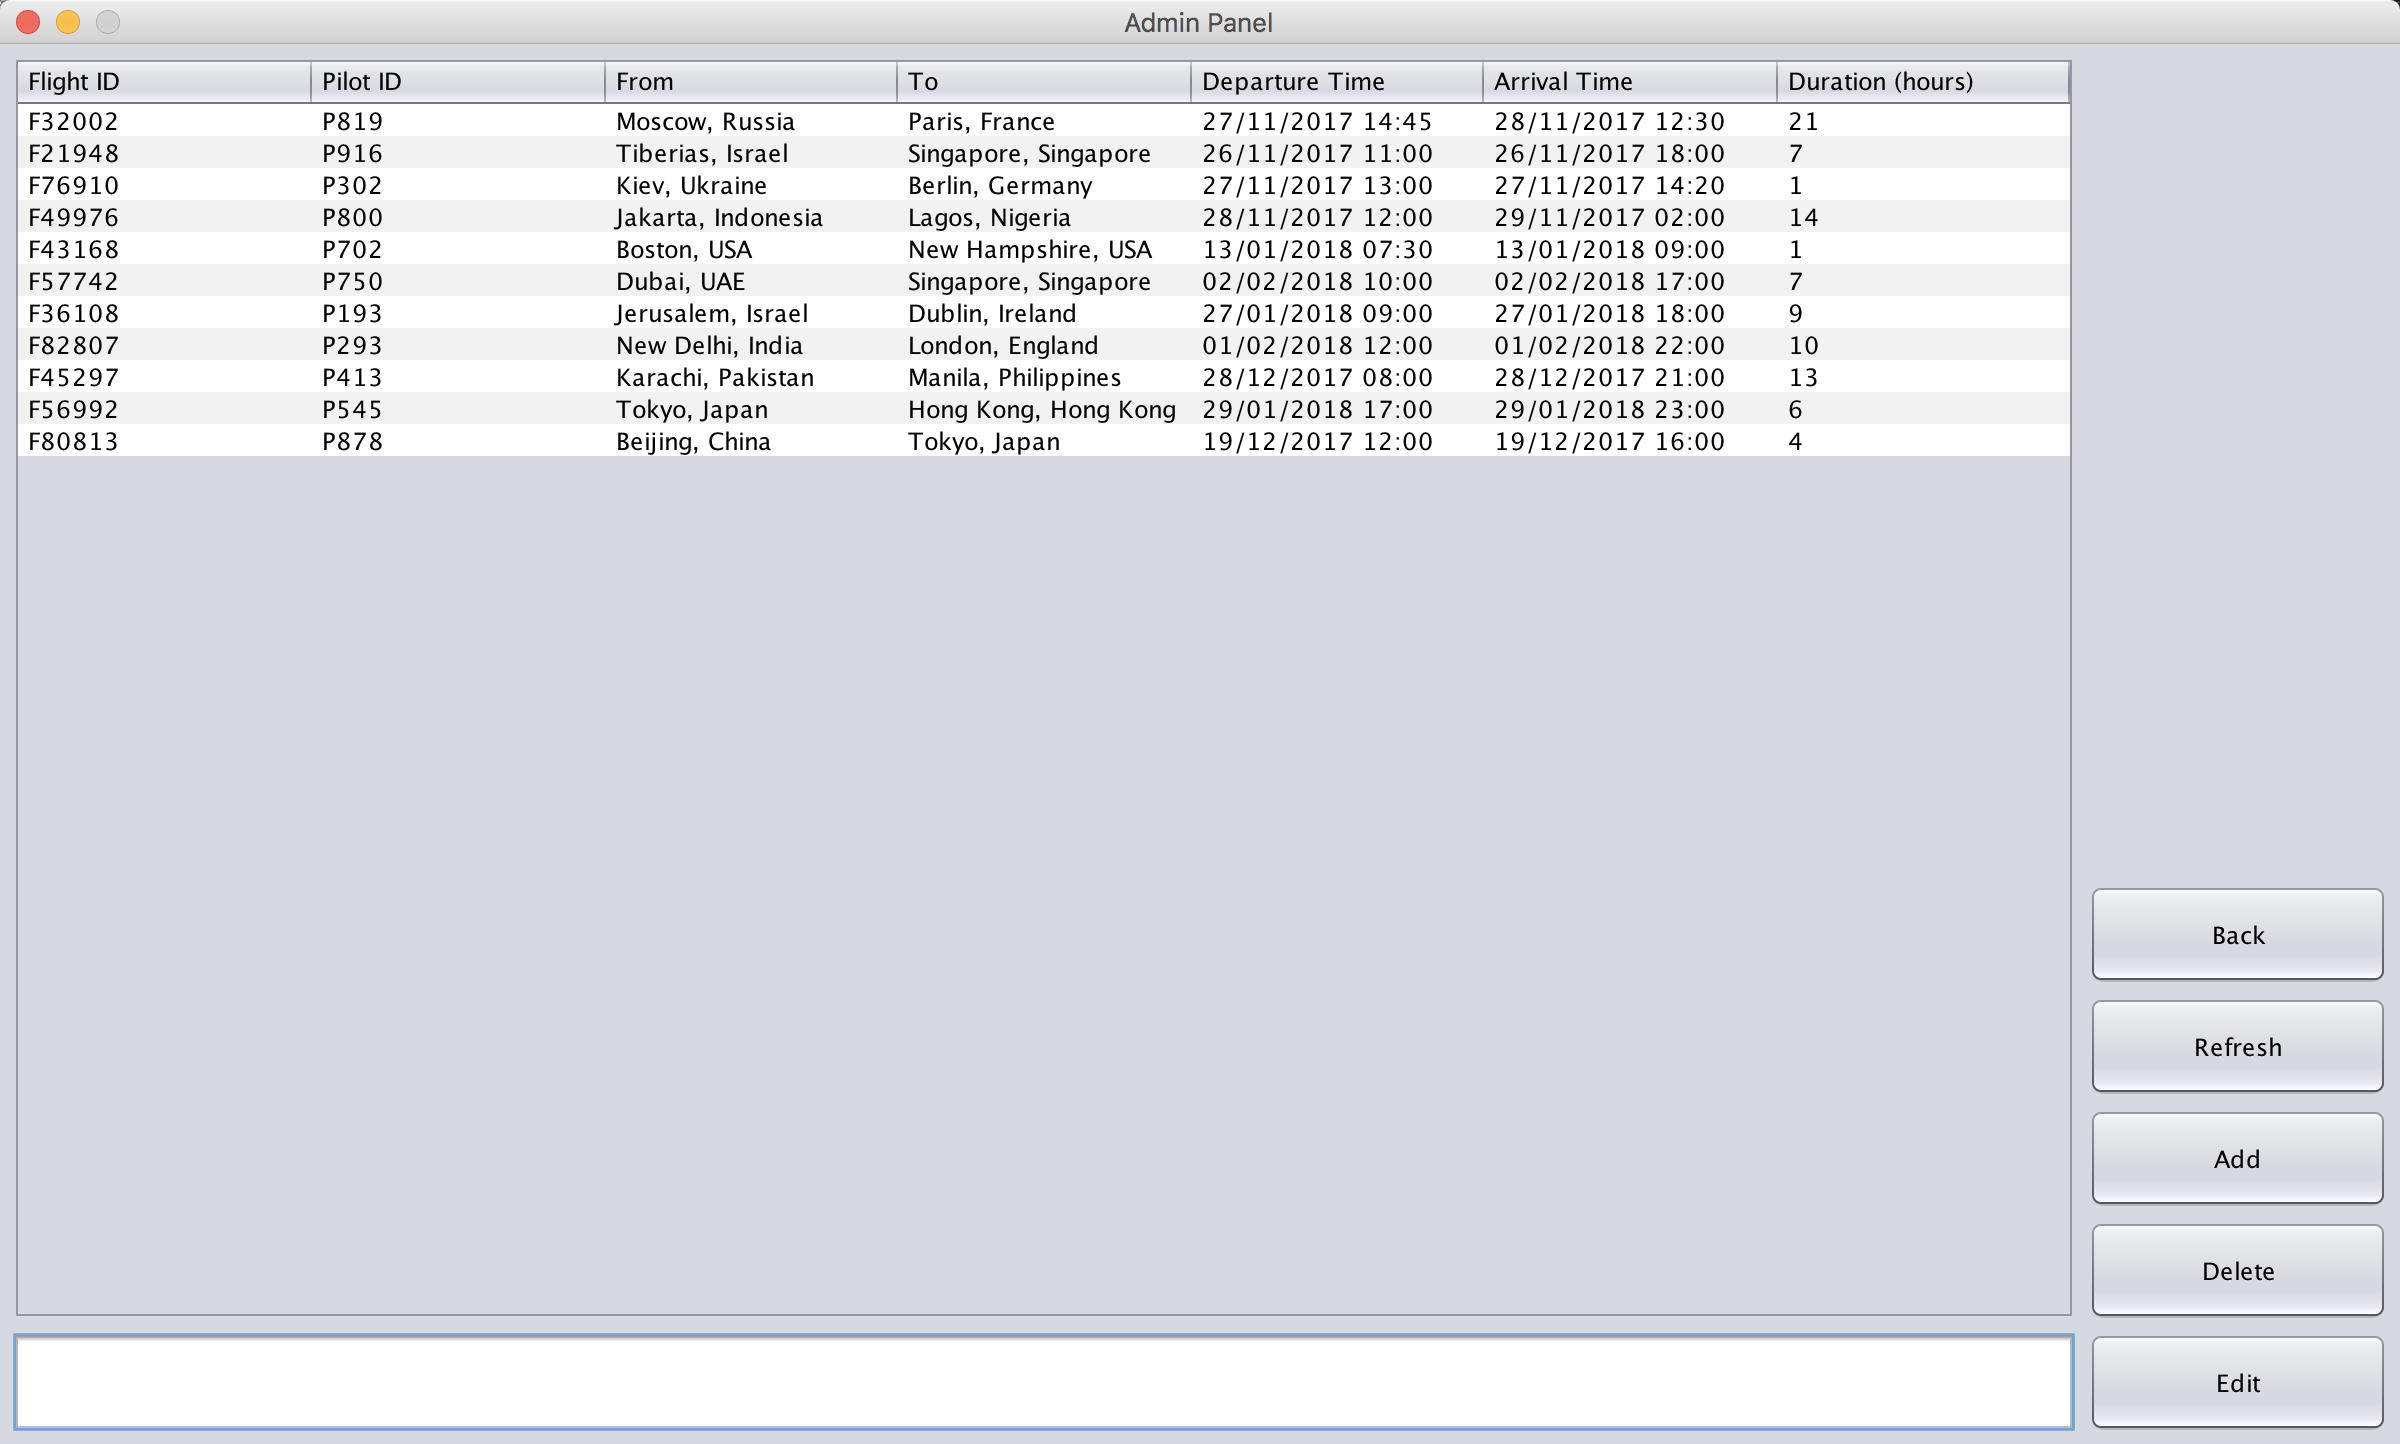 Admin Panel
Flight ID Pilot ID From To Departure Time Arrival Time Duration (hours)
F32002 P819 Moscow, Russia Paris, France 27/11/2017 14:45 28/11/2017 12:30 21
F21948 P916 Tiberias, Israel Singapore, Singapore 26/11/2017 11:00 26/11/2017 18:00 7
F76910 P302 Kiev, Ukraine Berlin, Germany 27/11/2017 13:00 27/11/2017 14:20 1
F49976 P800 Jakarta, Indonesia Lagos, Nigeria 28/11/2017 12:00 29/11/2017 02:00 14
F43168 P702 Boston, USA New Hampshire, USA 13/01/2018 07:30 13/01/2018 09:00 1
F57742 P750 Dubai, UAE Singapore, Singapore 02/02/2018 10:00 02/02/2018 17:00 7
F36108 P193 Jerusalem, Israel Dublin, Ireland 27/01/2018 09:00 27/01/2018 18:00 9
F82807 P293 New Delhi, India London, England 01/02/2018 12:00 01/02/2018 22:00 10
F45297 P413 Karachi, Pakistan Manila, Philippines 28/12/2017 08:00 28/12/2017 21:00 13
F56992 P545 Tokyo, Japan Hong Kong, Hong Kong 29/01/2018 17:00 29/01/2018 23:00 6
F80813 P878 Beijing, China Tokyo, Japan 19/12/2017 12:00 19/12/2017 16:00 4
Back
Refresh
Add
Delete
Edit